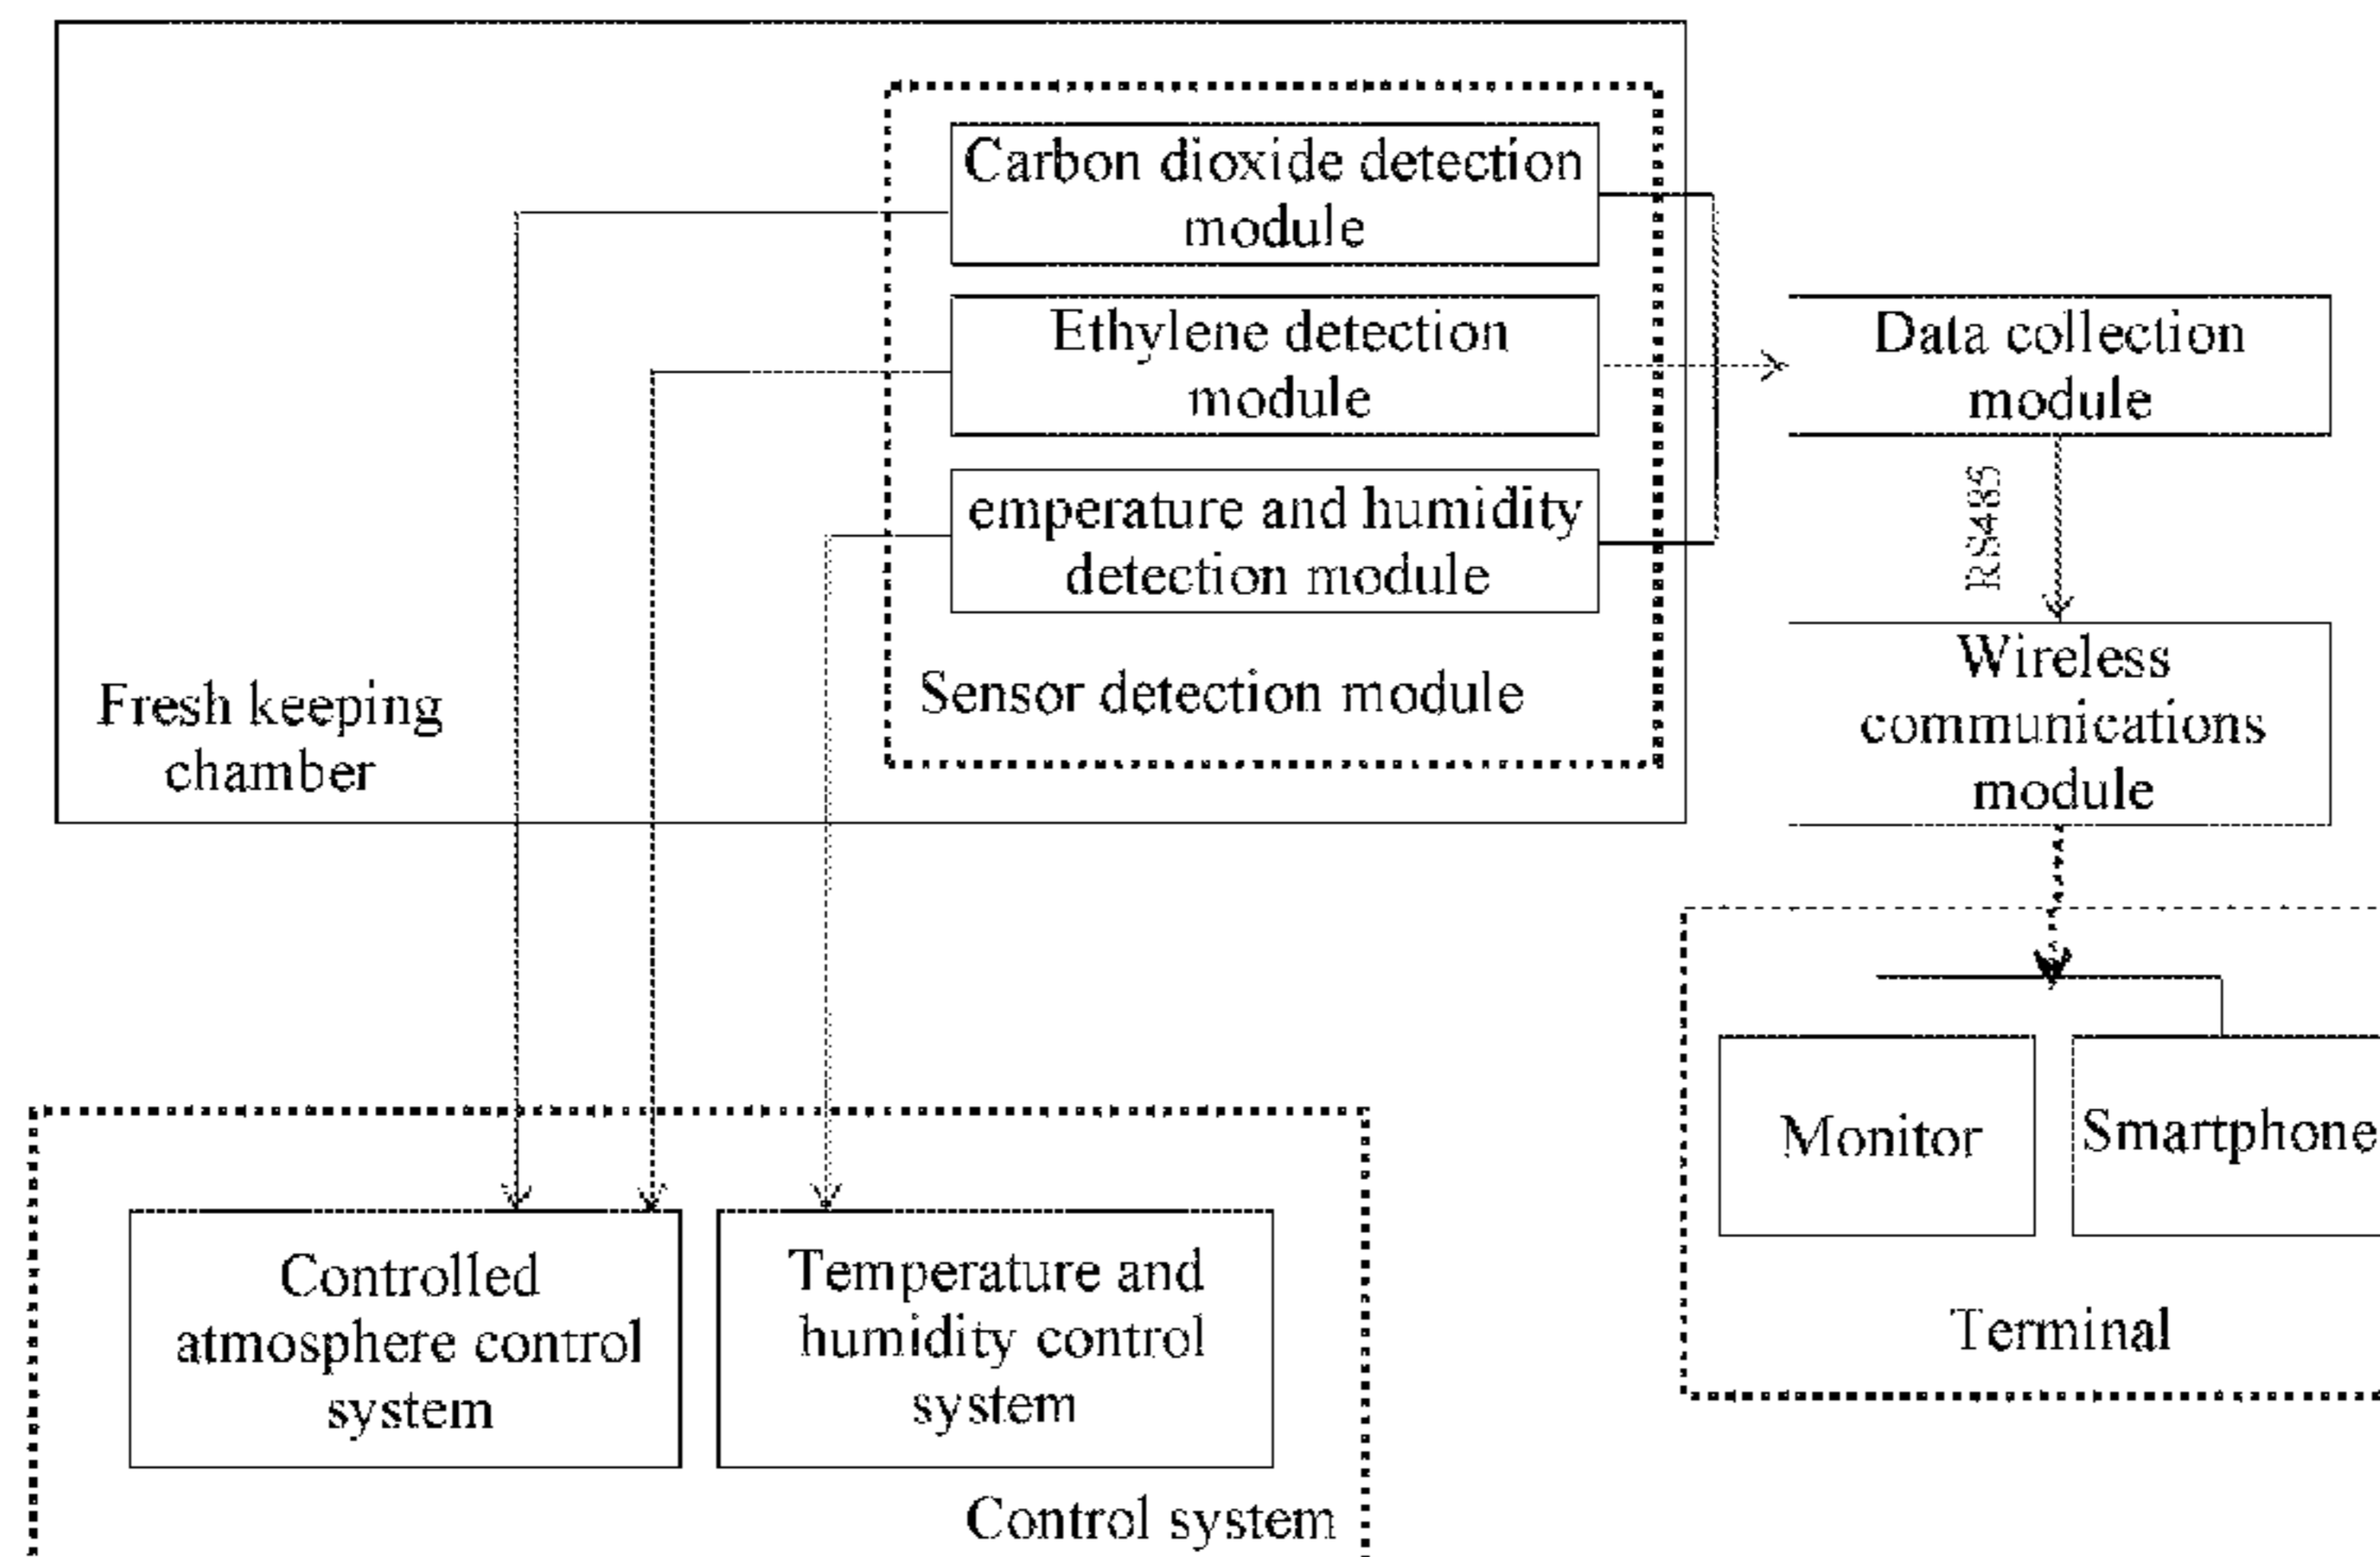 Carbon dioxide detection
module
Ethylene detection
module
emperature and humidity
detection module
Sensor detection module
Fresh keeping
chamber
Data collection
module
RS485
Wireless
communications
module
Monitor
Smartphone
Terminal
Controlled
atmosphere control
system
Temperature and
humidity control
system
Control system